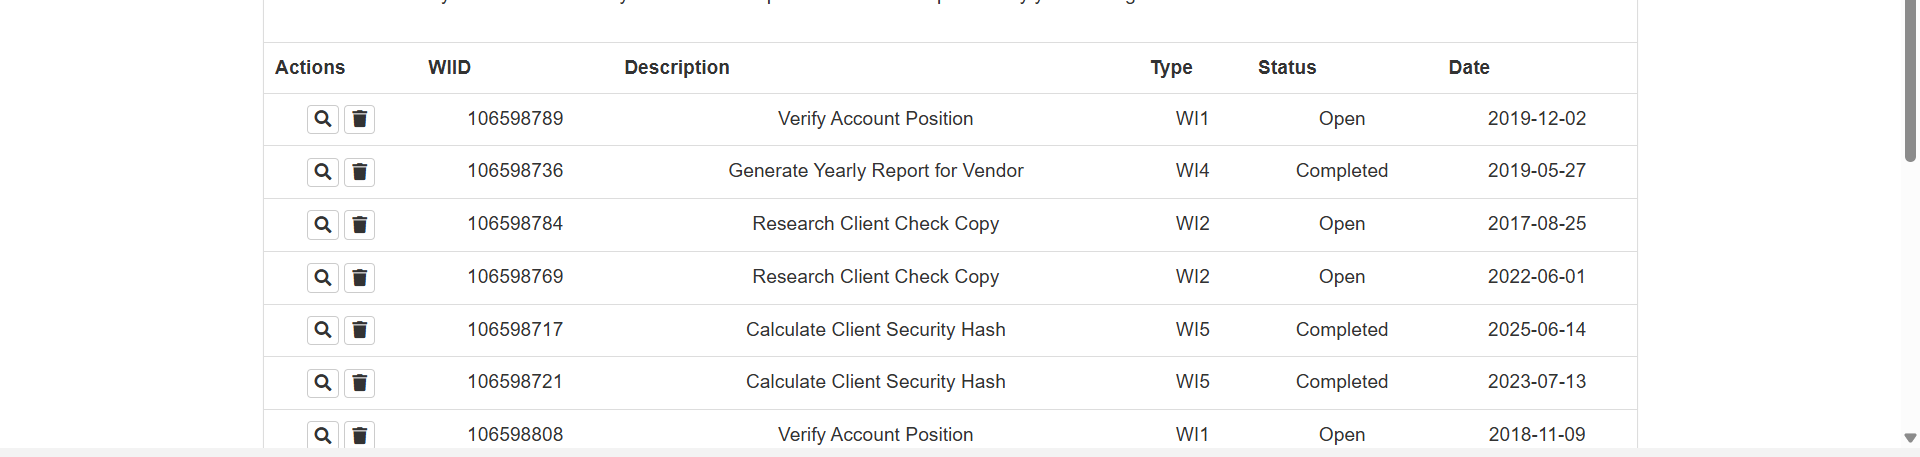 Actions WIID Description Type Status Date
106598789 Verify Account Position WI1 Open 2019-12-02
106598736 Generate Yearly Report for Vendor WI4 Completed 2019-05-27
106598784 Research Client Check Copy WI2 Open 2017-08-25
106598769 Research Client Check Copy WI2 Open 2022-06-01
106598717 Calculate Client Security Hash WI5 Completed 2025-06-14
106598721 Calculate Client Security Hash WI5 Completed 2023-07-13
106598808 Verify Account Position WI1 Open 2018-11-09